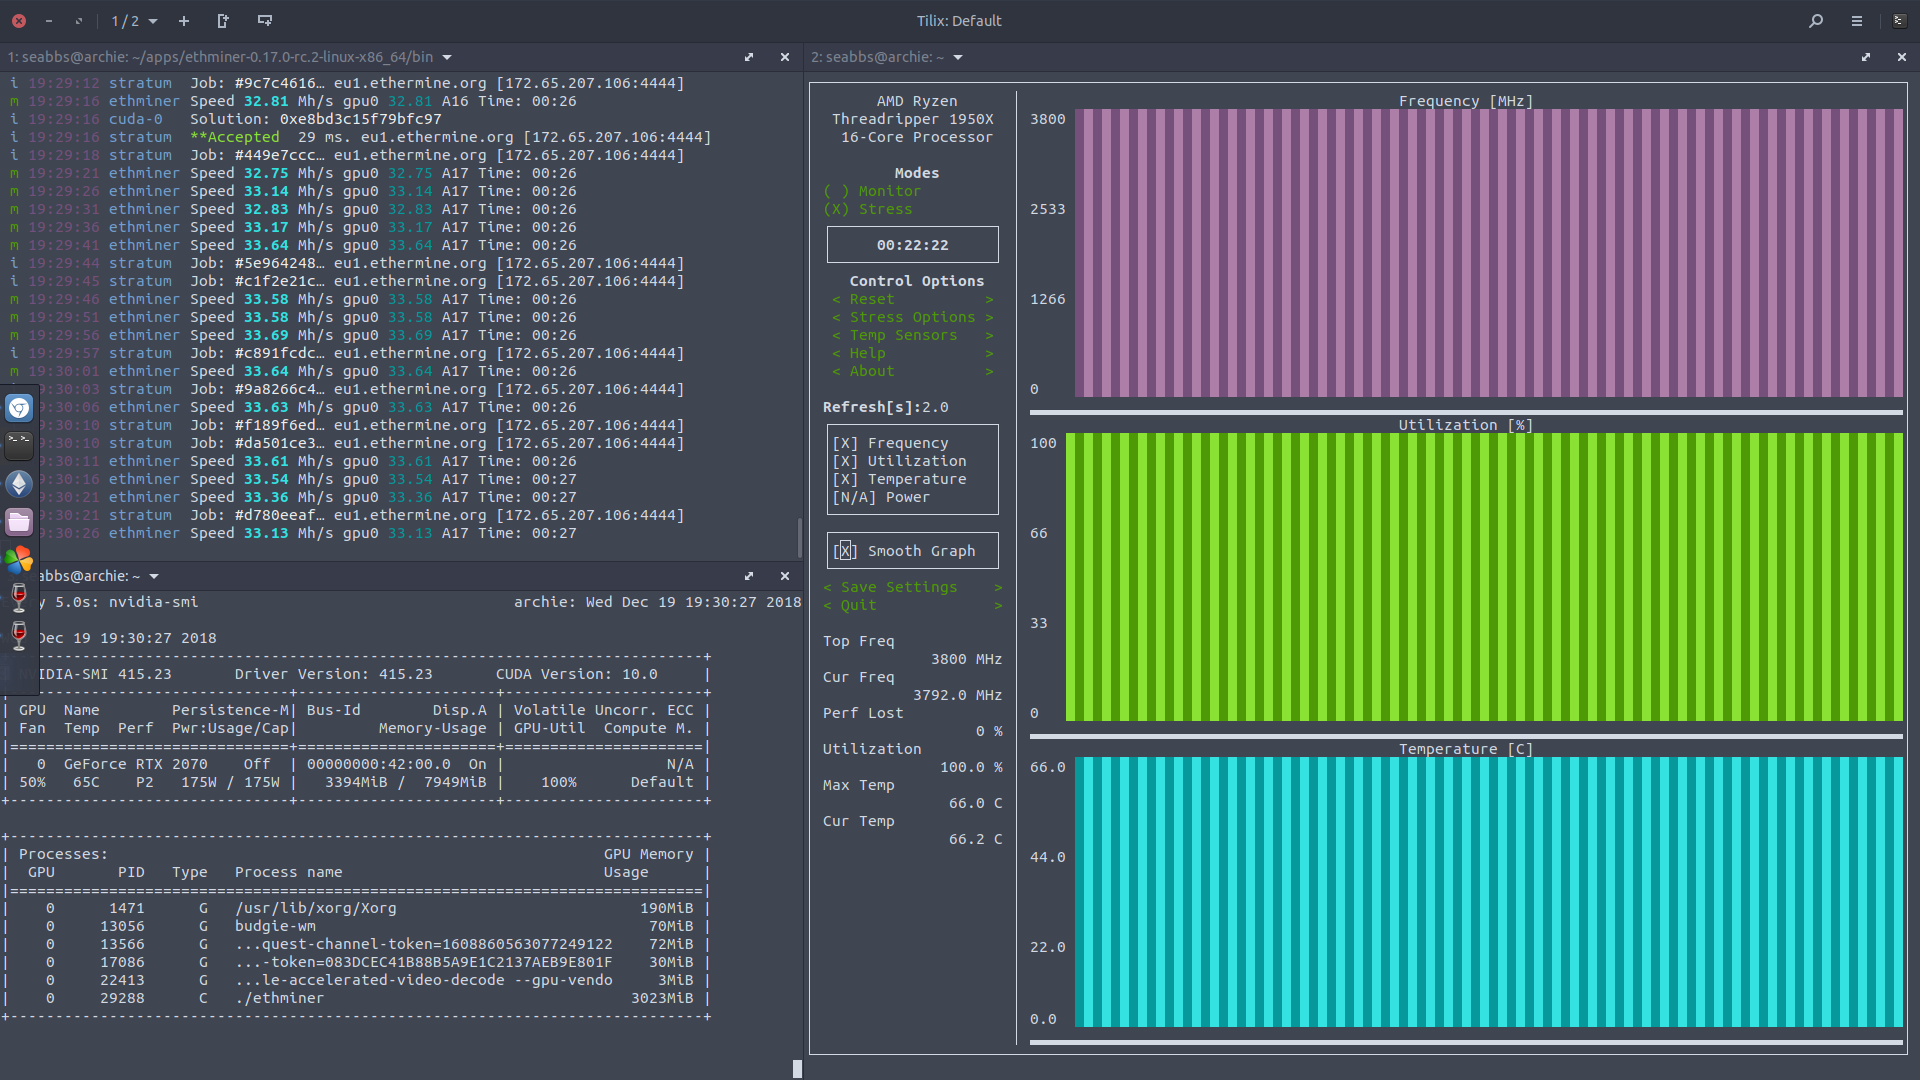 1 / 2
Tilix: Default
1: seabbs@archie: ~/apps/ethminer-0.17.0-rc.2-linux-x86_64/bin
i 19:29:12 stratum Job: #9c7c4616… eu1.ethermine.org [172.65.207.106:4444]
m 19:29:16 ethminer Speed 32.81 Mh/s gpu0 32.81 A16 Time: 00:26
i 19:29:16 cuda-0 Solution: 0xe8bd3c15f79bfc97
i 19:29:16 stratum **Accepted 29 ms. eu1.ethermine.org [172.65.207.106:4444]
i 19:29:18 stratum Job: #449e7ccc… eu1.ethermine.org [172.65.207.106:4444]
m 19:29:21 ethminer Speed 32.75 Mh/s gpu0 32.75 A17 Time: 00:26
m 19:29:26 ethminer Speed 33.14 Mh/s gpu0 33.14 A17 Time: 00:26
m 19:29:31 ethminer Speed 32.83 Mh/s gpu0 32.83 A17 Time: 00:26
m 19:29:36 ethminer Speed 33.17 Mh/s gpu0 33.17 A17 Time: 00:26
m 19:29:41 ethminer Speed 33.64 Mh/s gpu0 33.64 A17 Time: 00:26
i 19:29:44 stratum Job: #5e964248… eu1.ethermine.org [172.65.207.106:4444]
i 19:29:45 stratum Job: #c1f2e21c… eu1.ethermine.org [172.65.207.106:4444]
m 19:29:46 ethminer Speed 33.58 Mh/s gpu0 33.58 A17 Time: 00:26
m 19:29:51 ethminer Speed 33.58 Mh/s gpu0 33.58 A17 Time: 00:26
m 19:29:56 ethminer Speed 33.69 Mh/s gpu0 33.69 A17 Time: 00:26
i 19:29:57 stratum Job: #c891fcdc… eu1.ethermine.org [172.65.207.106:4444]
m 19:30:01 ethminer Speed 33.64 Mh/s gpu0 33.64 A17 Time: 00:26
9:30:03 stratum Job: #9a8266c4… eu1.ethermine.org [172.65.207.106:4444]
9:30:06 ethminer Speed 33.63 Mh/s gpu0 33.63 A17 Time: 00:26
9:30:10 stratum Job: #f189f6ed… eu1.ethermine.org [172.65.207.106:4444]
9:30:10 stratum Job: #da501ce3… eu1.ethermine.org [172.65.207.106:4444]
9:30:11 ethminer Speed 33.61 Mh/s gpu0 33.61 A17 Time: 00:26
9:30:16 ethminer Speed 33.54 Mh/s gpu0 33.54 A17 Time: 00:27
9:30:21 ethminer Speed 33.36 Mh/s gpu0 33.36 A17 Time: 00:27
9:30:21 stratum Job: #d780eeaf… eu1.ethermine.org [172.65.207.106:4444]
9:30:26 ethminer Speed 33.13 Mh/s gpu0 33.13 A17 Time: 00:27
abbs@archie: ~
y 5.0s: nvidia-smi archie: Wed Dec 19 19:30:27 2018
Dec 19 19:30:27 2018
VIDIA-SMI 415.23 Driver Version: 415.23 CUDA Version: 10.0
GPU Name Persistence-M| Bus-Id Disp.A | Volatile Uncorr. ECC |
Fan Temp Perf Pwr:Usage/Cap| Memory-Usage | GPU-Util Compute M. |
0 GeForce RTX 2070 Off | 00000000:42:00.0 On | N/A |
50% 65C P2 175W / 175W | 3394MiB / 7949MiB | 100% Default |
Processes: GPU Memory |
GPU PID Type Process name Usage |
0 1471 G /usr/lib/xorg/Xorg 190MiB |
0 13056 G budgie-wm 70MiB |
0 13566 G ...quest-channel-token=1608860563077249122 72MiB |
0 17086 G ...-token=083DCEC41B88B5A9E1C2137AEB9E801F 30MiB |
0 22413 G ...le-accelerated-video-decode --gpu-vendo 3MiB |
0 29288 C ./ethminer 3023MiB |
2: seabbs@archie: ~
AMD Ryzen
Threadripper 1950X
16-Core Processor
Modes
( ) Monitor
(X) Stress
00:22:22
Control Options
< Reset >
< Stress Options >
< Temp Sensors >
< Help >
< About >
Refresh[s]:2.0
[X] Frequency
[X] Utilization
[X] Temperature
[N/A] Power
[X] Smooth Graph
< Save Settings >
< Quit >
Top Freq
3800 MHz
Cur Freq
3792.0 MHz
Perf Lost
0 %
Utilization
100.0 %
Max Temp
66.0 C
Cur Temp
66.2 C
Frequency [MHz]
3800
2533
1266
0
Utilization [%]
100
66
33
0
Temperature [C]
66.0
44.0
22.0
0.0